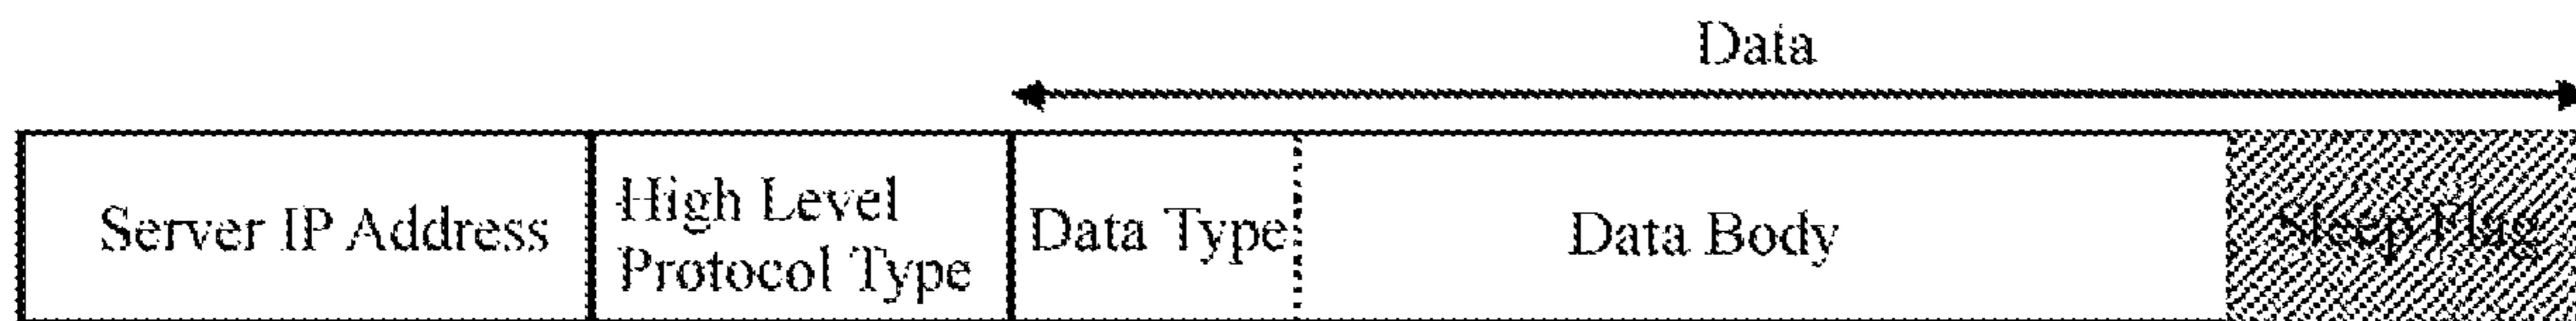 Data
Server IP Address
High Level
Protocol Type
Data Type
Data Body
Sleep Flag